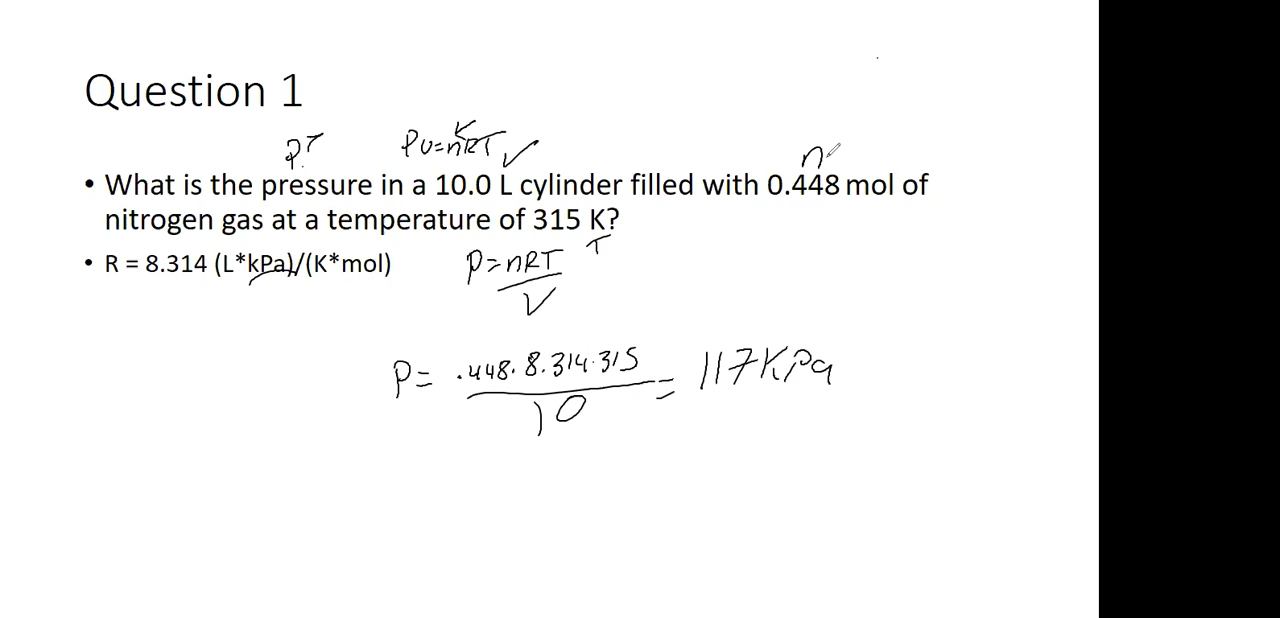 Question 1
PT PV=nRT n
• What is the pressure in a 10.0 L cylinder filled with 0.448 mol of
nitrogen gas at a temperature of 315 K?
T
• R = 8.314 (L*kPa)/(K*mol) P=nRT
V
P= .448. 8.314.315 = 117KPa
10